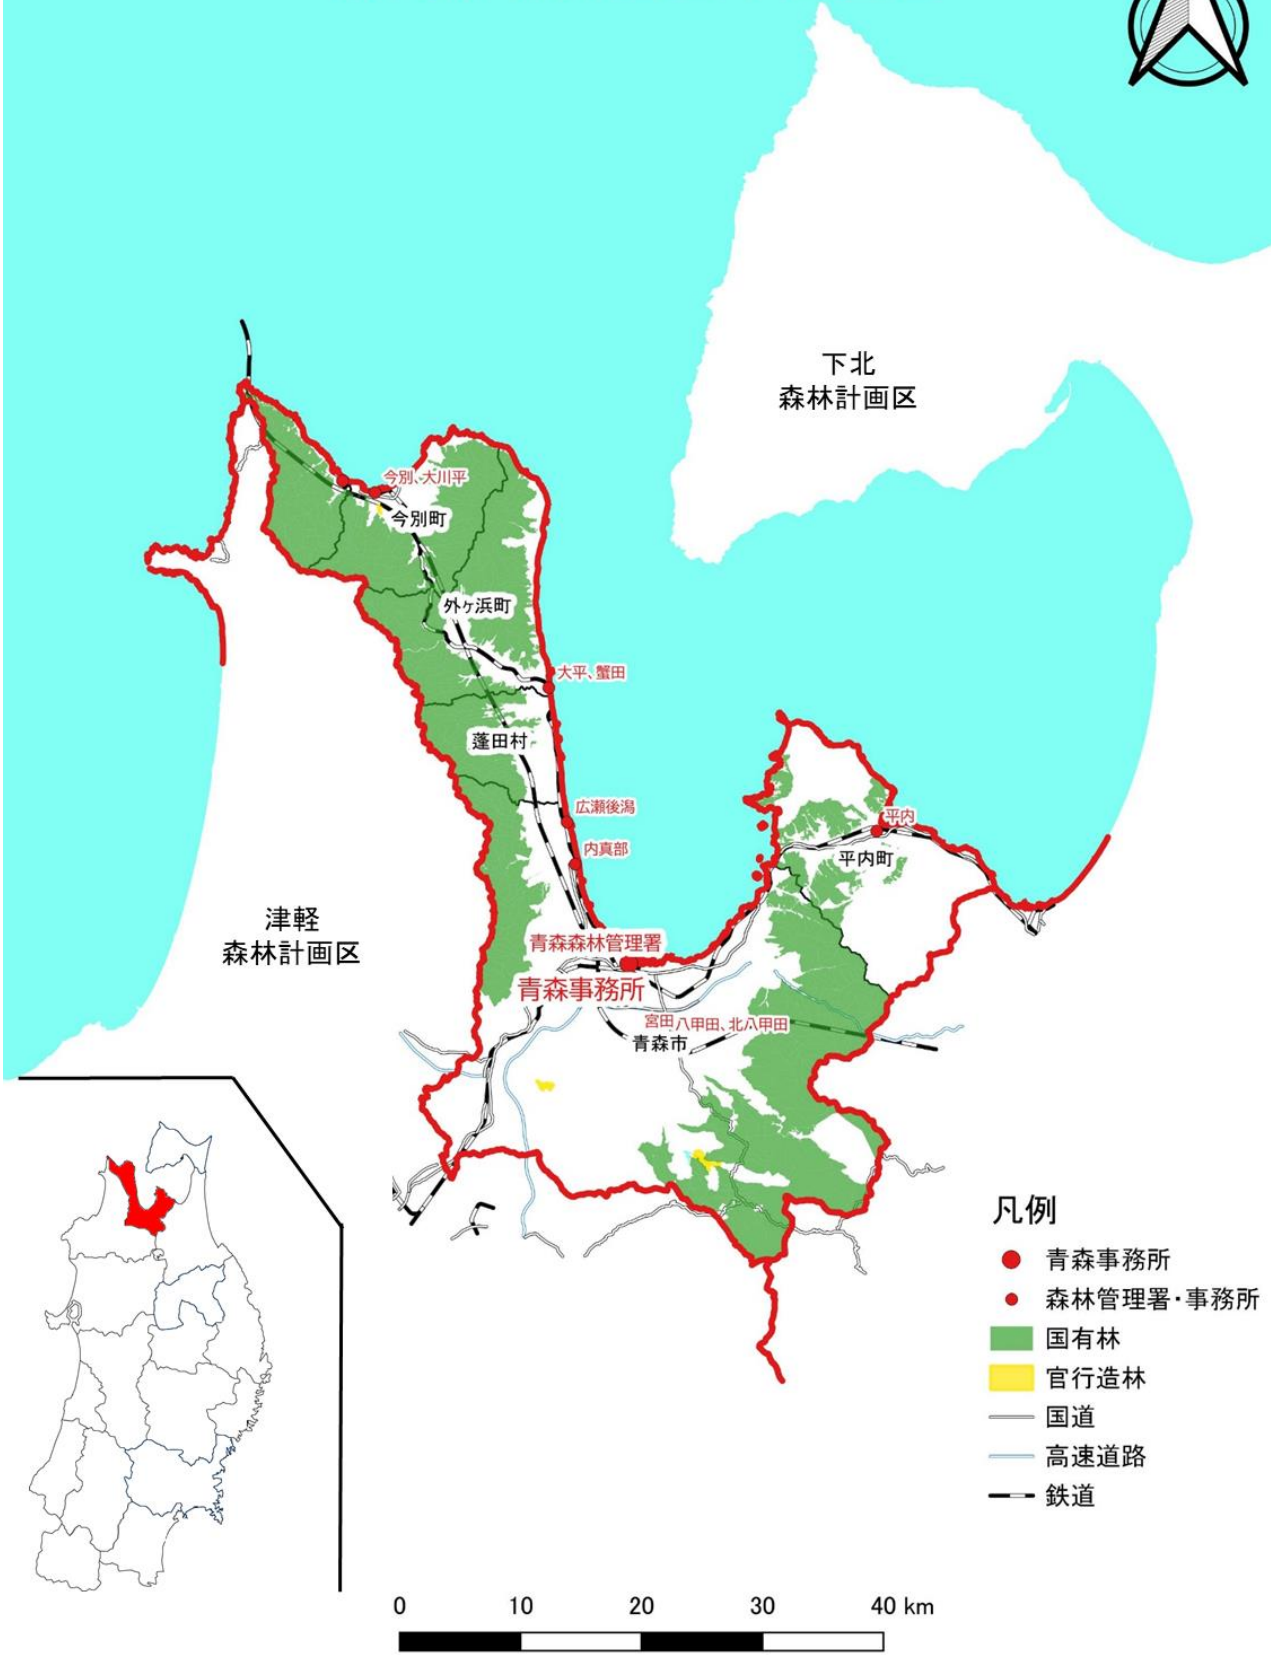 下北
森林計画区
今別、大川平
今別町
外ヶ浜町
大平、蟹田
蓬田村
広瀬後潟
平内
内真部
平内町
津軽
森林計画区
青森森林管理署
青森事務所
宮田 八甲田、北八甲田
青森市
凡例
青森事務所
森林管理署・事務所
国有林
官行造林
国道
高速道路
鉄道
0 10 20 30 40 km